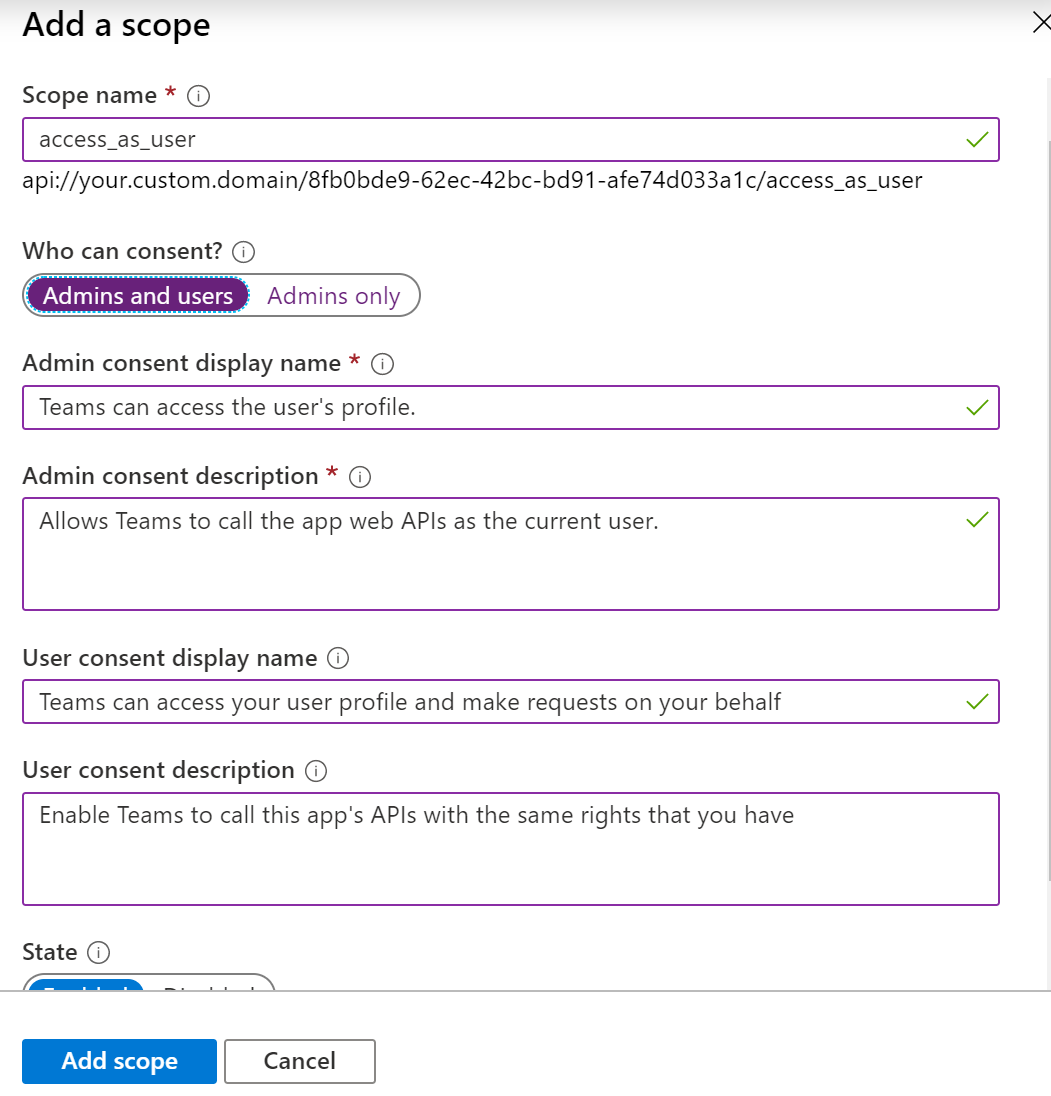 Add a scope
Scope name *
access_as_user
api://your.custom.domain/8fb0bde9-62ec-42bc-bd91-afe74d033a1c/access_as_user
Who can consent?
Admins and users Admins only
Admin consent display name *
Teams can access the user's profile.
Admin consent description *
Allows Teams to call the app web APIs as the current user.
User consent display name
Teams can access your user profile and make requests on your behalf
User consent description
Enable Teams to call this app's APIs with the same rights that you have
State
Add scope Cancel